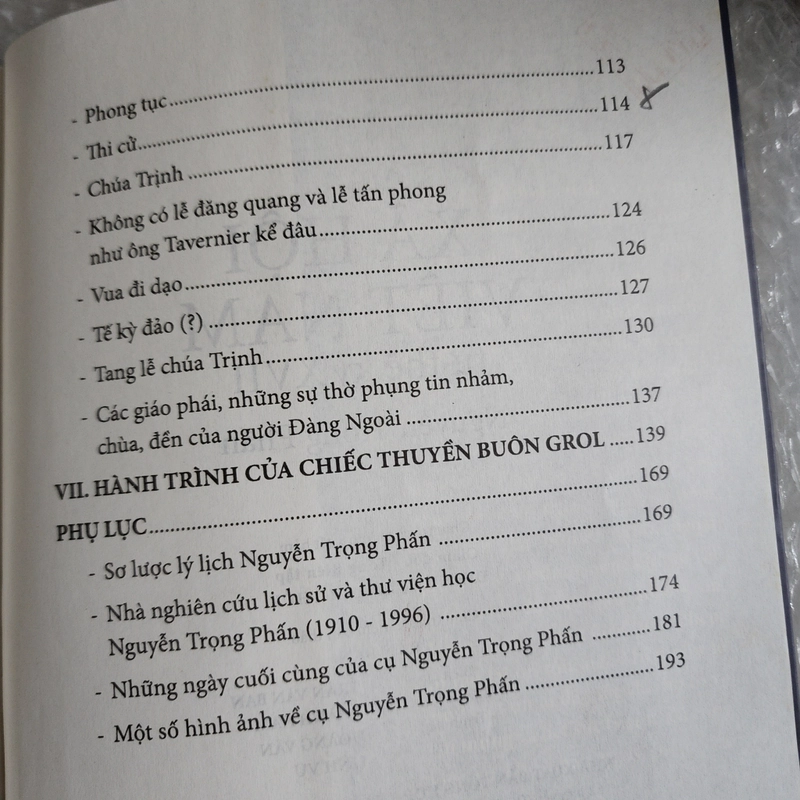 - Phong tục..........113
- Thi cử..........114
- Chúa Trịnh..........117
- Không có lễ đăng quang và lễ tấn phong
như ông Tavernier kể đâu..........124
- Vua đi dạo..........126
- Tế kỳ đảo (?)..........127
- Tang lễ chúa Trịnh..........130
- Các giáo phái, những sự thờ phụng tin nhảm,
chùa, đền của người Đàng Ngoài..........137
VII. HÀNH TRÌNH CỦA CHIẾC THUYỀN BUÔN GROL.....139
PHỤ LỤC..........169
- Sơ lược lý lịch Nguyễn Trọng Phấn..........169
- Nhà nghiên cứu lịch sử và thư viện học
Nguyễn Trọng Phấn (1910 - 1996)..........174
- Những ngày cuối cùng của cụ Nguyễn Trọng Phấn..........181
- Một số hình ảnh về cụ Nguyễn Trọng Phấn..........193